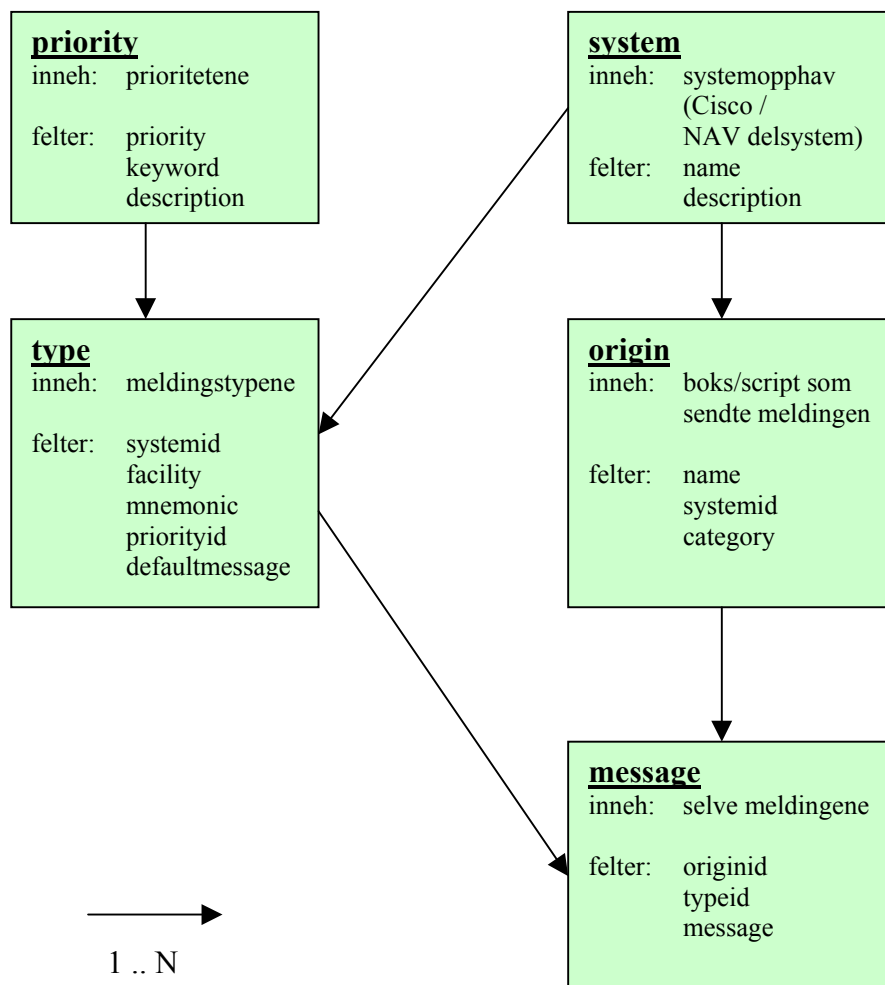 priority
inneh: prioritetene
felter: priority
keyword
description
system
inneh: systemopphav
(Cisco /
NAV delsystem)
felter: name
description
type
inneh: meldingstypene
felter: systemid
facility
mnemonic
priorityid
defaultmessage
origin
inneh: boks/script som
sendte meldingen
felter: name
systemid
category
message
inneh: selve meldingene
felter: originid
typeid
message
1 .. N